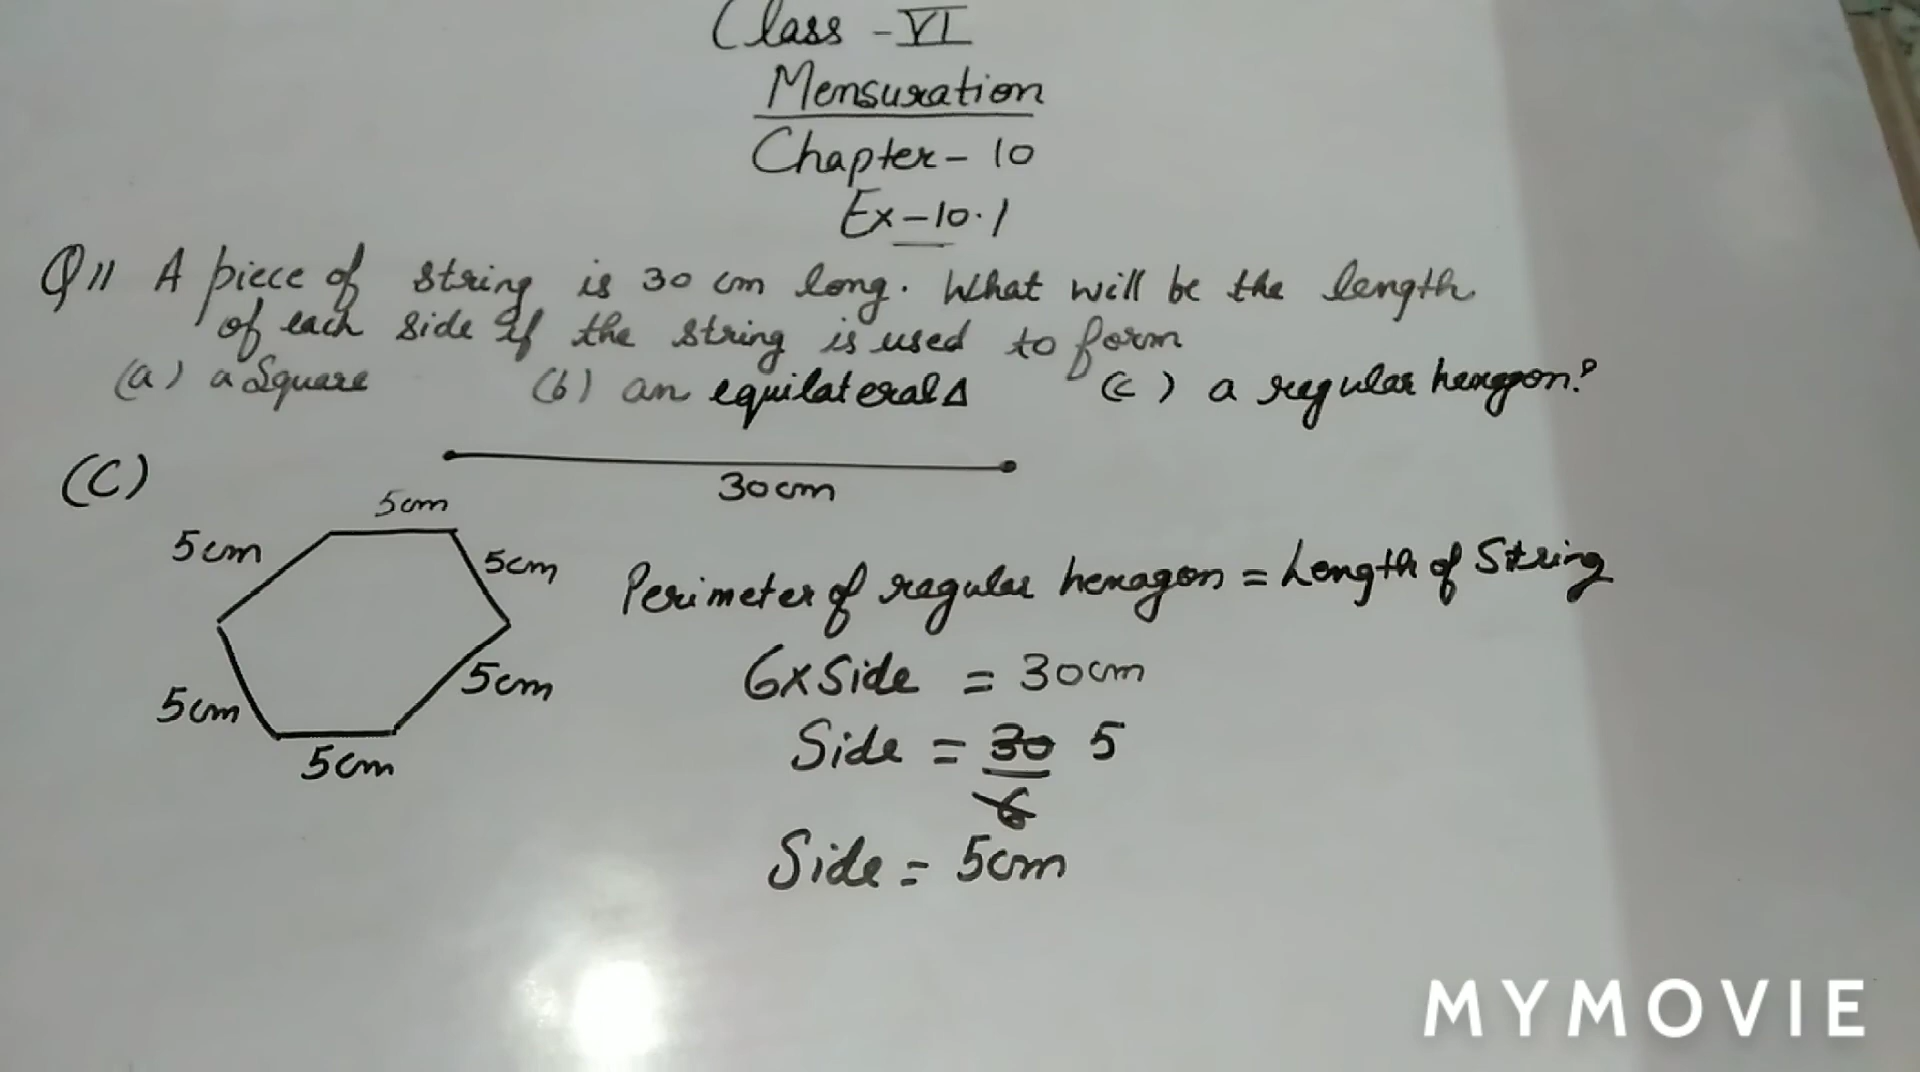 Class - VI
Mensuration
Chapter - 10
Ex - 10.1
Q11 A piece of string is 30 cm long. What will be the length
of each side if the string is used to form
(a) a Square (b) an equilateral Δ (c) a regular hexagon?
(C)
30cm
5cm
5cm
5cm
5cm
5cm
5cm
Perimeter of regular hexagon = Length of String
6 x Side = 30cm
Side = 30 5
6
Side = 5cm
MYMOVIE